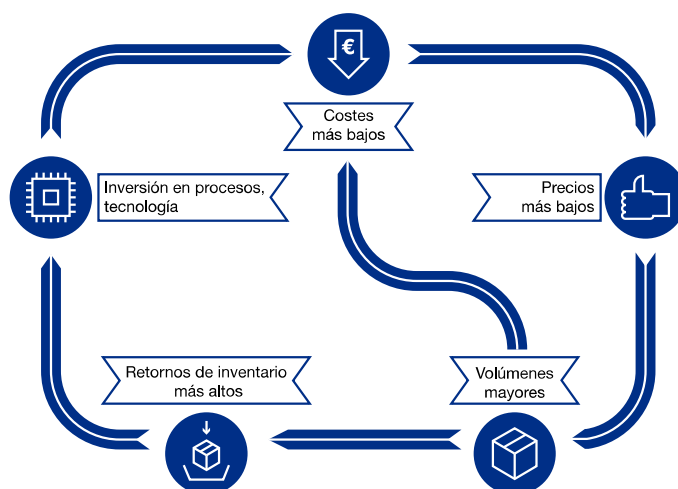 €
Costes
más bajos
Inversión en procesos,
tecnología
Precios
más bajos
Retornos de inventario
más altos
Volúmenes
mayores